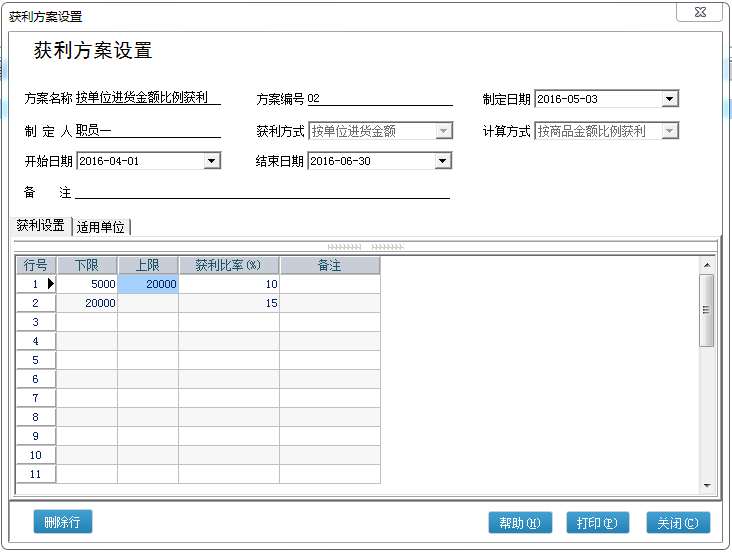 获利方案设置
获利方案设置
方案名称 按单位进货金额比例获利 方案编号 02 制定日期 2016-05-03
制 定 人 职员一 获利方式 按单位进货金额 计算方式 按商品金额比例获利
开始日期 2016-04-01 结束日期 2016-06-30
备 注
获利设置 适用单位
行号 下限 上限 获利比率(%) 备注
1 5000 20000 10
2 20000 15
3
4
5
6
7
8
9
10
11
删除行 帮助(H) 打印(P) 关闭(C)